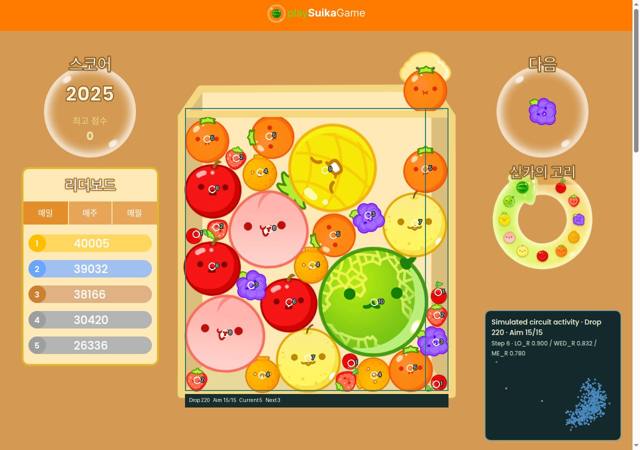 playSuikaGame
스코어
2025
최고 점수
0
리더보드
매일 매주 매월
1 40005
2 39032
3 38166
4 30420
5 26336
다음
신카의 고리
Simulated circuit activity · Drop
220 · Aim 15/15
Step 6 · LO_R 0.900 / WED_R 0.832 /
ME_R 0.780
Drop 220 Aim 15/15 Current 5 Next 3